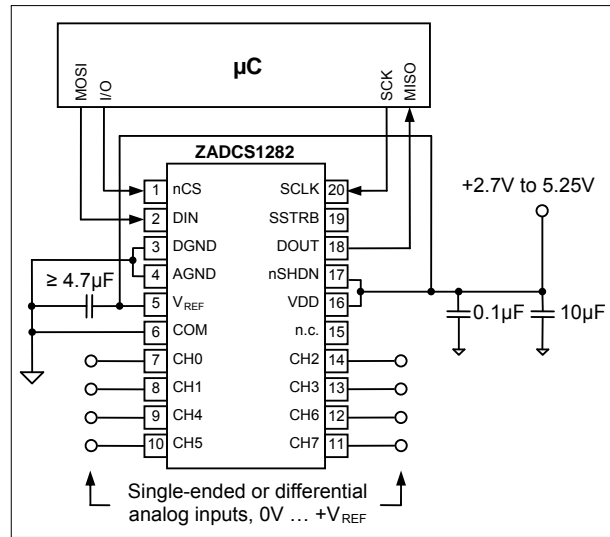 µC
MOSI
I/O
SCK
MISO
ZADCS1282
+2.7V to 5.25V
1 nCS SCLK 20
2 DIN SSTRB 19
3 DGND DOUT 18
4 AGND nSHDN 17
≥ 4.7µF
5 VREF VDD 16
0.1µF 10µF
6 COM n.c. 15
7 CH0 CH2 14
8 CH1 CH3 13
9 CH4 CH6 12
10 CH5 CH7 11
Single-ended or differential
analog inputs, 0V … +VREF